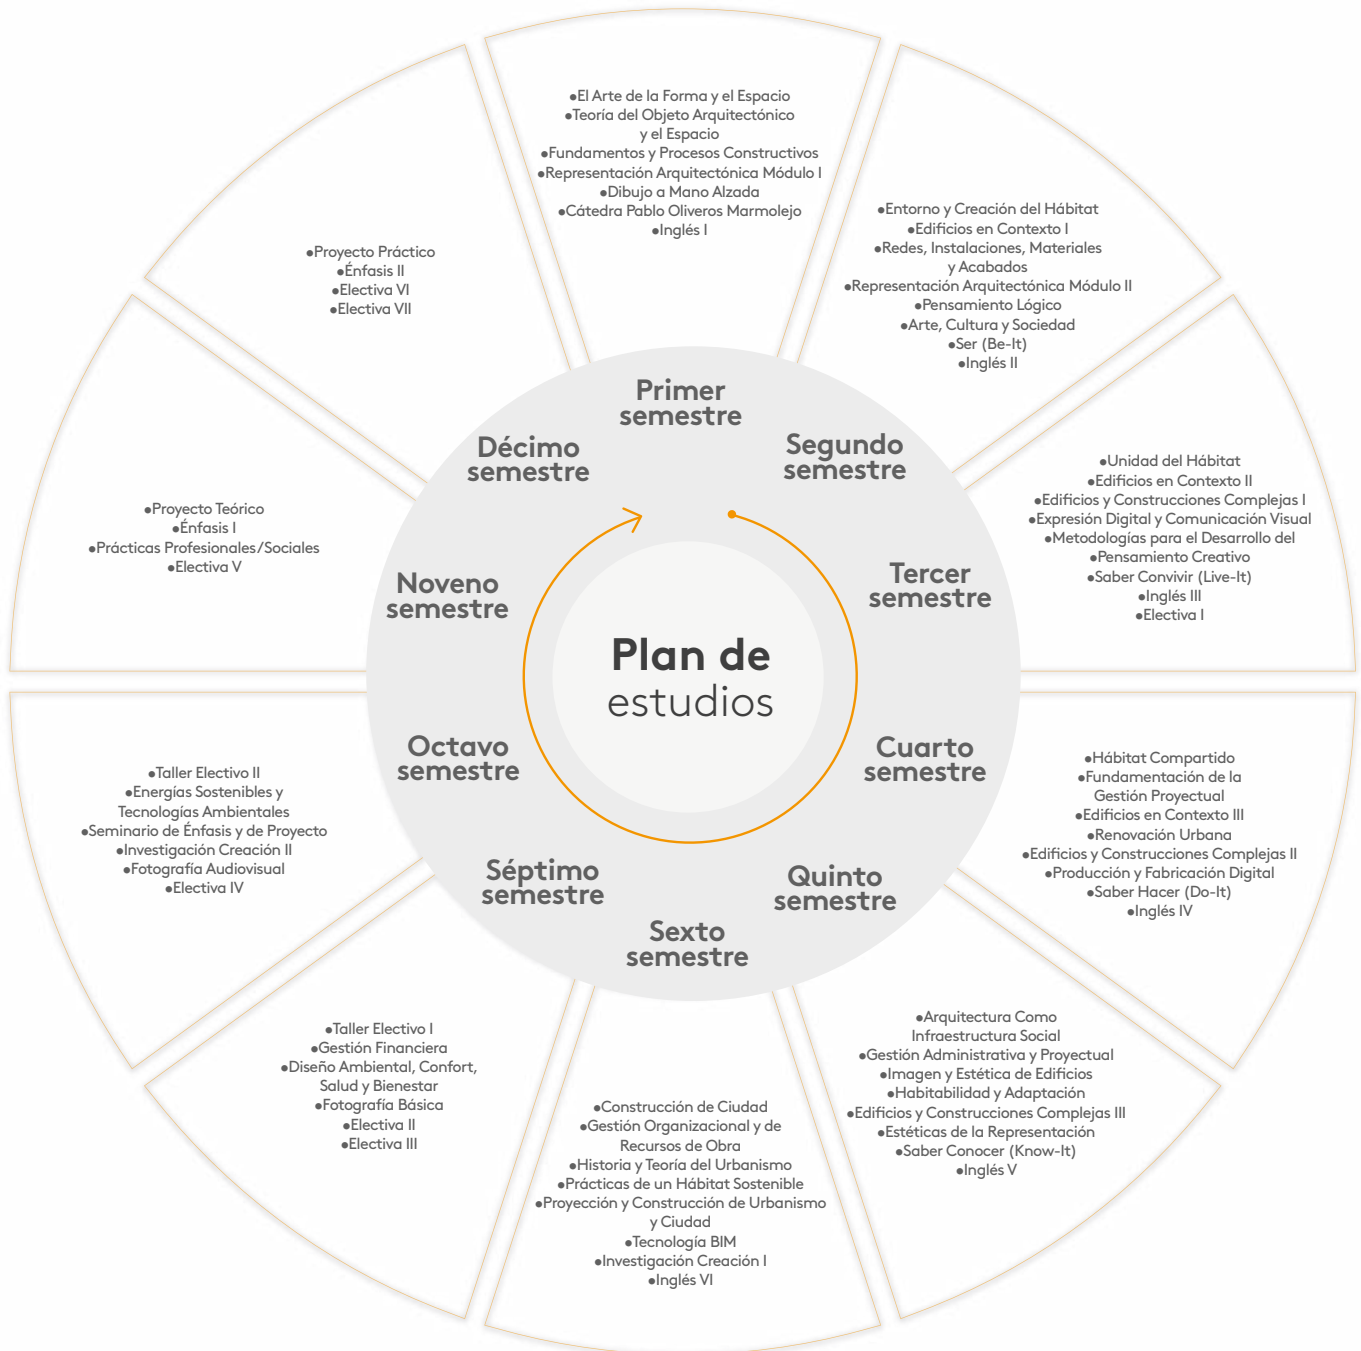 Plan de
estudios
Primer
semestre
●El Arte de la Forma y el Espacio
●Teoría del Objeto Arquitectónico
y el Espacio
●Fundamentos y Procesos Constructivos
●Representación Arquitectónica Módulo I
●Dibujo a Mano Alzada
●Cátedra Pablo Oliveros Marmolejo
●Inglés I
Segundo
semestre
●Entorno y Creación del Hábitat
●Edificios en Contexto I
●Redes, Instalaciones, Materiales
y Acabados
●Representación Arquitectónica Módulo II
●Pensamiento Lógico
●Arte, Cultura y Sociedad
●Ser (Be-It)
●Inglés II
Tercer
semestre
●Unidad del Hábitat
●Edificios en Contexto II
●Edificios y Construcciones Complejas I
●Expresión Digital y Comunicación Visual
●Metodologías para el Desarrollo del
●Pensamiento Creativo
●Saber Convivir (Live-It)
●Inglés III
●Electiva I
Cuarto
semestre
●Hábitat Compartido
●Fundamentación de la
Gestión Proyectual
●Edificios en Contexto III
●Renovación Urbana
●Edificios y Construcciones Complejas II
●Producción y Fabricación Digital
●Saber Hacer (Do-It)
●Inglés IV
Quinto
semestre
●Arquitectura Como
Infraestructura Social
●Gestión Administrativa y Proyectual
●Imagen y Estética de Edificios
●Habitabilidad y Adaptación
●Edificios y Construcciones Complejas III
●Estéticas de la Representación
●Saber Conocer (Know-It)
●Inglés V
Sexto
semestre
●Construcción de Ciudad
●Gestión Organizacional y de
Recursos de Obra
●Historia y Teoría del Urbanismo
●Prácticas de un Hábitat Sostenible
●Proyección y Construcción de Urbanismo
y Ciudad
●Tecnología BIM
●Investigación Creación I
●Inglés VI
Séptimo
semestre
●Taller Electivo I
●Gestión Financiera
●Diseño Ambiental, Confort,
Salud y Bienestar
●Fotografía Básica
●Electiva II
●Electiva III
Octavo
semestre
●Taller Electivo II
●Energías Sostenibles y
Tecnologías Ambientales
●Seminario de Énfasis y de Proyecto
●Investigación Creación II
●Fotografía Audiovisual
●Electiva IV
Noveno
semestre
●Proyecto Teórico
●Énfasis I
●Prácticas Profesionales/Sociales
●Electiva V
Décimo
semestre
●Proyecto Práctico
●Énfasis II
●Electiva VI
●Electiva VII